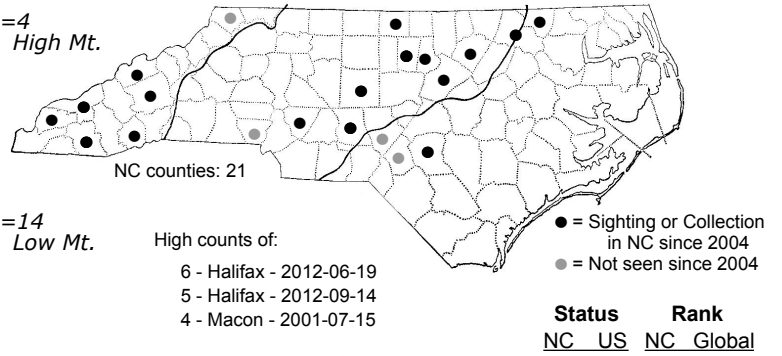 =4
High Mt.
NC counties: 21
=14
Low Mt.
High counts of:
6 - Halifax - 2012-06-19
5 - Halifax - 2012-09-14
4 - Macon - 2001-07-15
= Sighting or Collection
in NC since 2004
= Not seen since 2004
Status Rank
NC US NC Global